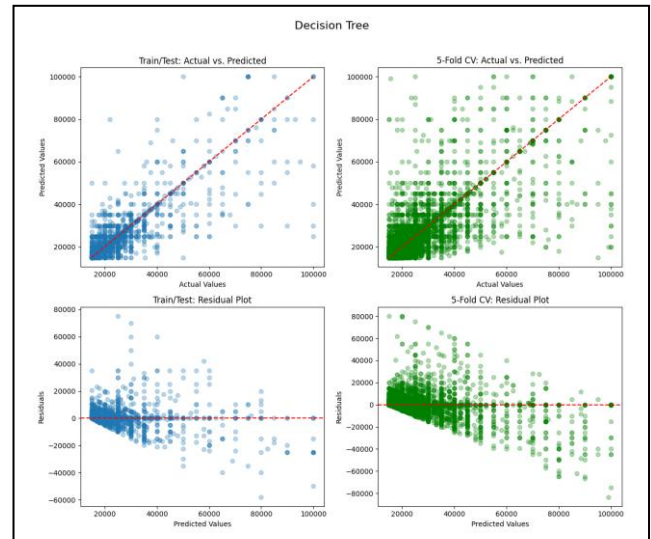 Decision Tree
Train/Test: Actual vs. Predicted
5-Fold CV: Actual vs. Predicted
Predicted Values
100000
80000
60000
40000
20000
20000 40000 60000 80000 100000
Actual Values
Predicted Values
100000
80000
60000
40000
20000
20000 40000 60000 80000 100000
Actual Values
Train/Test: Residual Plot
5-Fold CV: Residual Plot
Residuals
80000
60000
40000
20000
0
−20000
−40000
−60000
20000 40000 60000 80000 100000
Predicted Values
Residuals
80000
60000
40000
20000
0
−20000
−40000
−60000
−80000
20000 40000 60000 80000 100000
Predicted Values